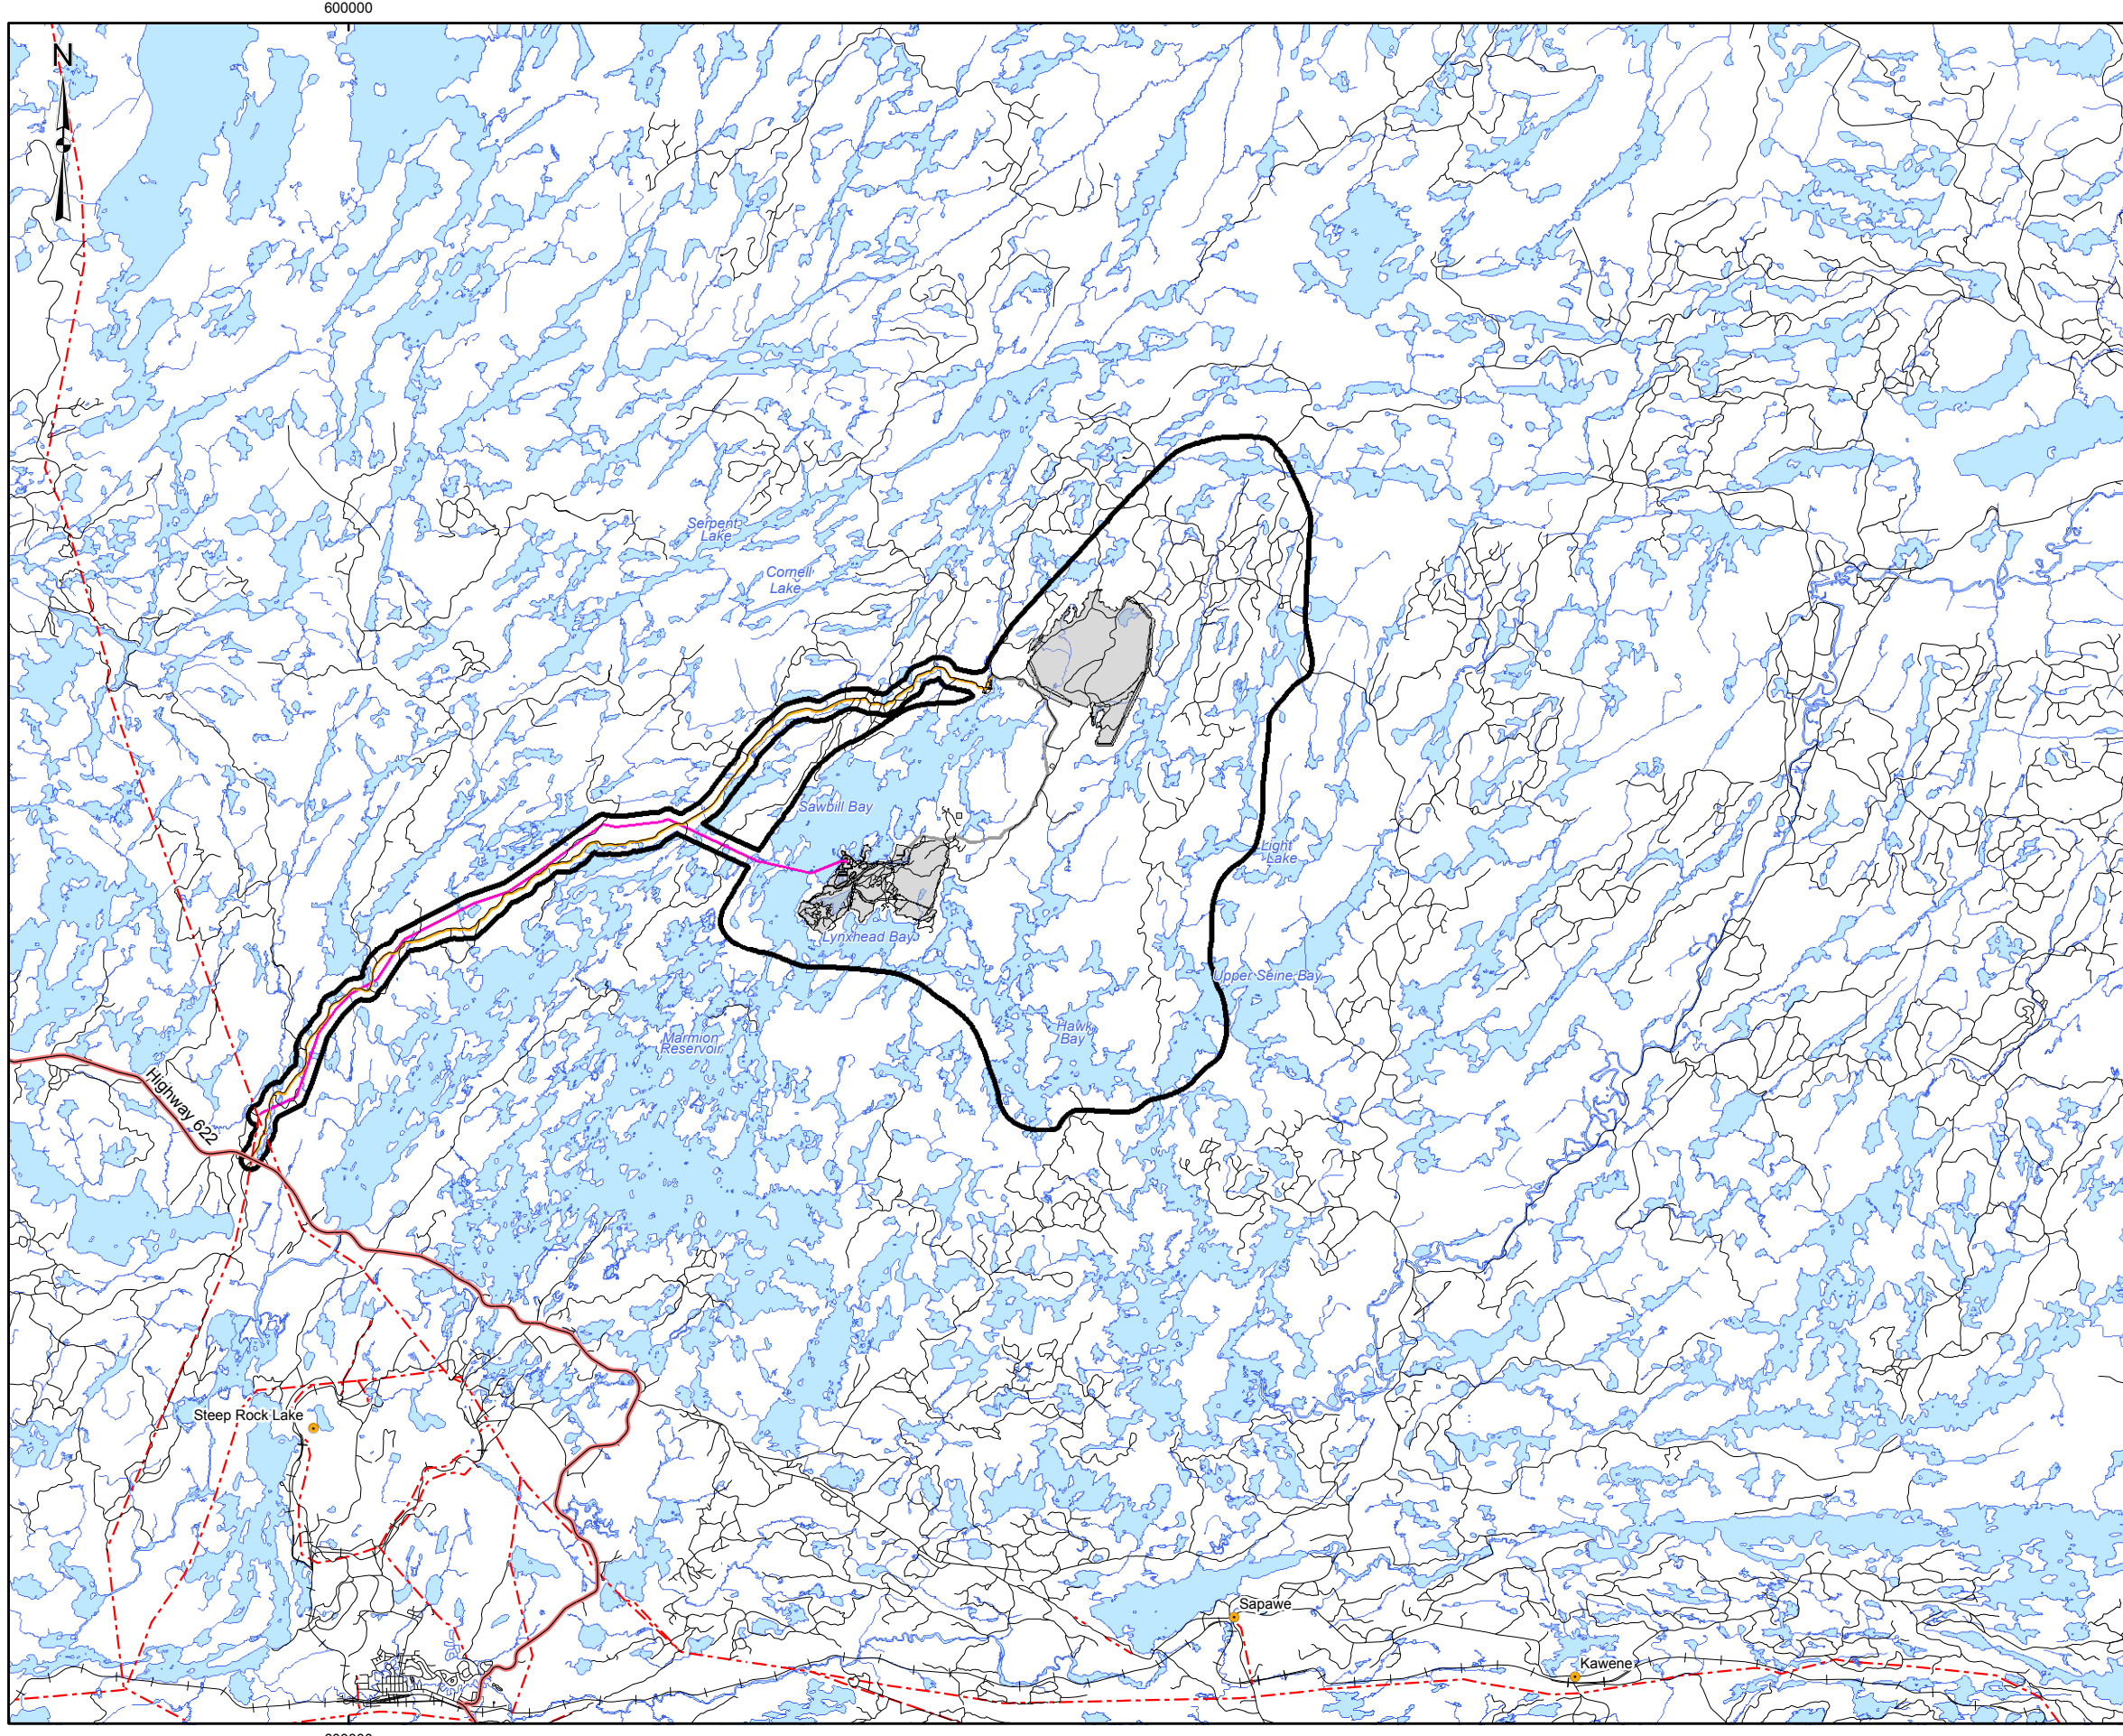 600000
N
Serpent
Lake
Cornell
Lake
Sawbill Bay
Light
Lake
Lynxhead Bay
Upper Seine Bay
Hawk
Bay
Marmion
Reservoir
Highway 622
Steep Rock Lake
Sapawe
Kawene